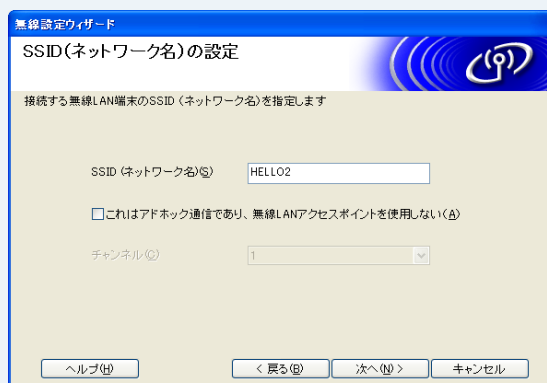 無線設定ウィザード
SSID(ネットワーク名)の設定
接続する無線LAN端末のSSID (ネットワーク名)を指定します
SSID (ネットワーク名)(S) HELLO2
これはアドホック通信であり、無線LANアクセスポイントを使用しない(A)
チャンネル(C) 1
ヘルプ(H) < 戻る(B) 次へ(N) > キャンセル